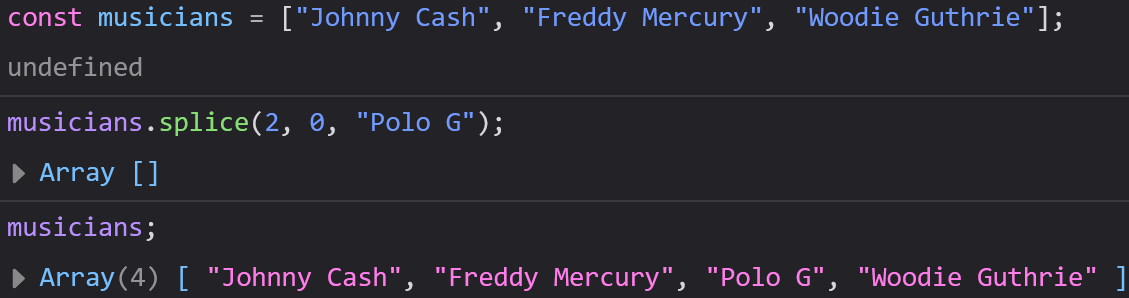 const musicians = ["Johnny Cash", "Freddy Mercury", "Woodie Guthrie"];
undefined
musicians.splice(2, 0, "Polo G");
Array []
musicians;
Array(4) [ "Johnny Cash", "Freddy Mercury", "Polo G", "Woodie Guthrie" ]